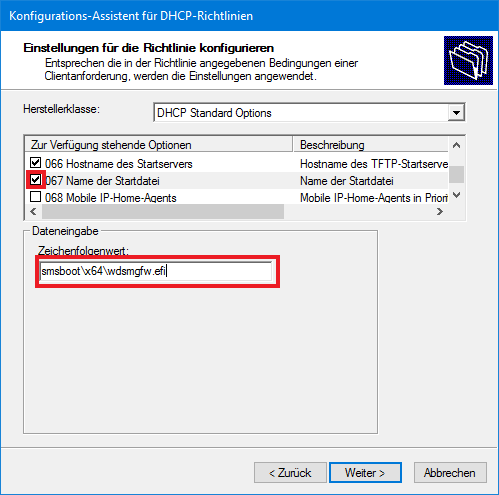 Konfigurations-Assistent für DHCP-Richtlinien
Einstellungen für die Richtlinie konfigurieren
Entsprechen die in der Richtlinie angegebenen Bedingungen einer
Clientanforderung, werden die Einstellungen angewendet.
Herstellerklasse: DHCP Standard Options
Zur Verfügung stehende Optionen Beschreibung
066 Hostname des Startservers Hostname des TFTP-Startserve
067 Name der Startdatei Name der Startdatei
068 Mobile IP-Home-Agents Mobile IP-Home-Agents in Priorit
Dateneingabe
Zeichenfolgenwert:
smsboot\x64\wdsmgfw.efi
< Zurück Weiter > Abbrechen